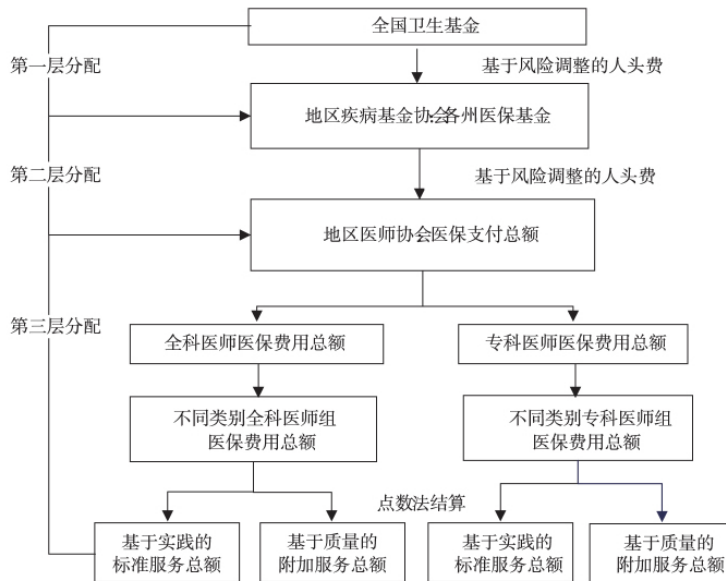 全国卫生基金
第一层分配
基于风险调整的人头费
地区疾病基金协会:各州医保基金
第二层分配
基于风险调整的人头费
地区医师协会:医保支付总额
第三层分配
全科医师医保费用总额
专科医师医保费用总额
不同类别全科医师组
医保费用总额
不同类别专科医师组
医保费用总额
点数法结算
基于实践的
标准服务总额
基于质量的
附加服务总额
基于实践的
标准服务总额
基于质量的
附加服务总额